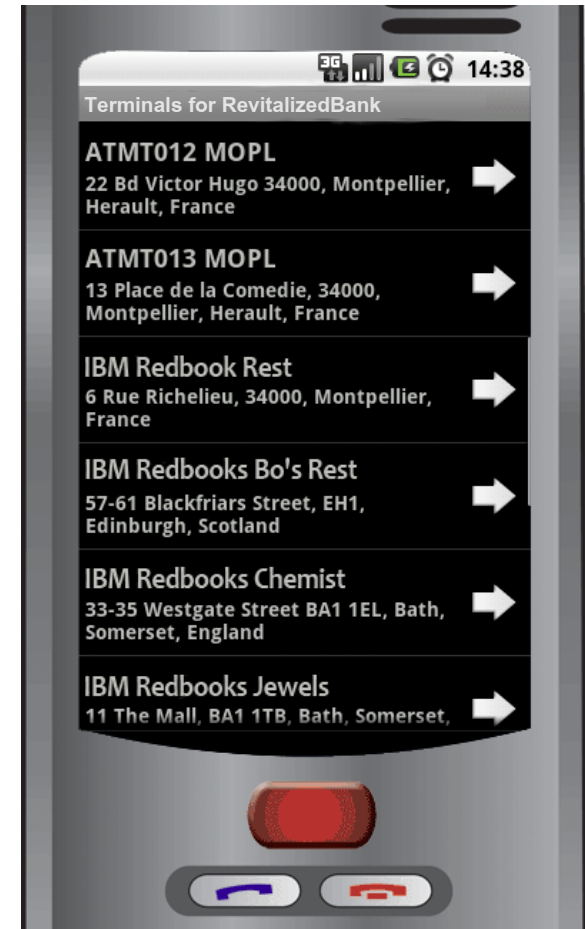 3G
14:38
Terminals for RevitalizedBank
ATMT012 MOPL
22 Bd Victor Hugo 34000, Montpellier,
Herault, France
ATMT013 MOPL
13 Place de la Comedie, 34000,
Montpellier, Herault, France
IBM Redbook Rest
6 Rue Richelieu, 34000, Montpellier,
France
IBM Redbooks Bo's Rest
57-61 Blackfriars Street, EH1,
Edinburgh, Scotland
IBM Redbooks Chemist
33-35 Westgate Street BA1 1EL, Bath,
Somerset, England
IBM Redbooks Jewels
11 The Mall, BA1 1TB, Bath, Somerset,